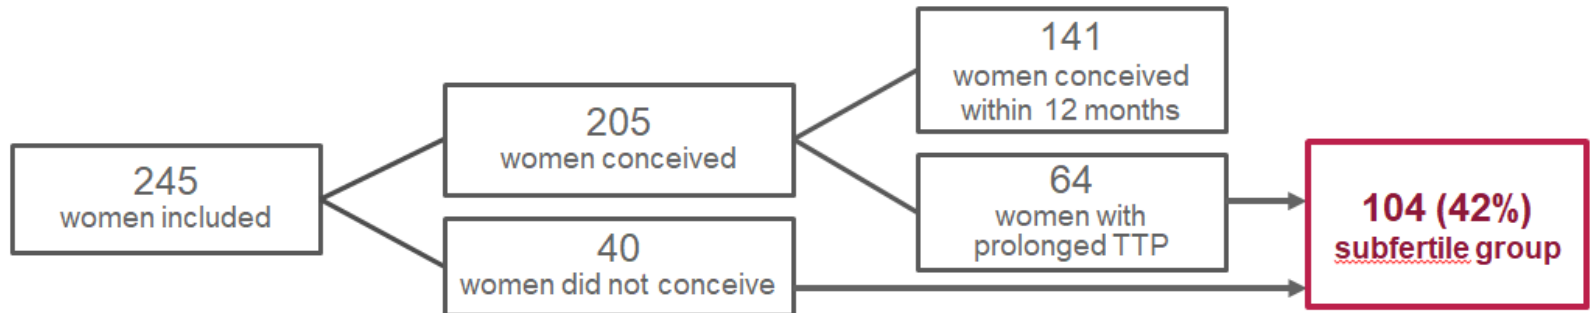 245
women included
205
women conceived
40
women did not conceive
141
women conceived
within 12 months
64
women with
prolonged TTP
104 (42%)
subfertile group